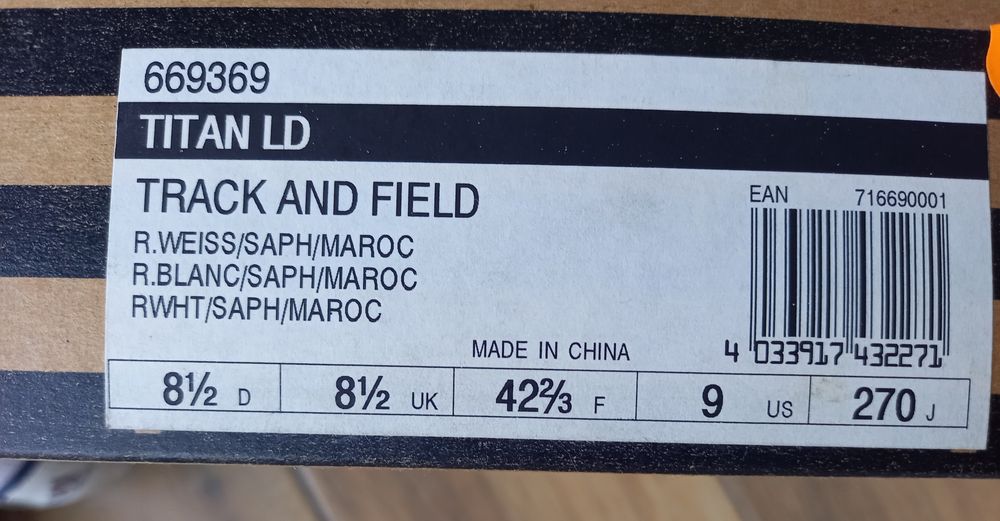 669369
TITAN LD
TRACK AND FIELD
R.WEISS/SAPH/MAROC
R.BLANC/SAPH/MAROC
RWHT/SAPH/MAROC
EAN 716690001
4 033917 432271
MADE IN CHINA
8½ D 8½ UK 42⅔ F 9 US 270 J